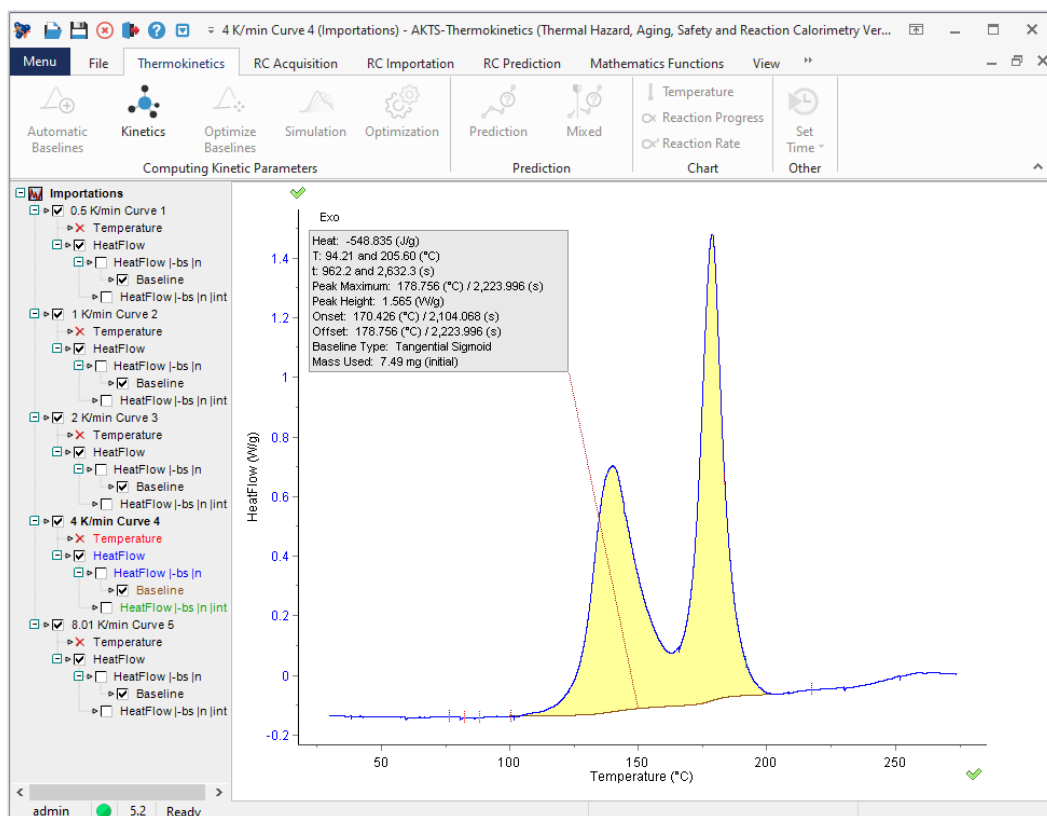 4 K/min Curve 4 (Importations) - AKTS-Thermokinetics (Thermal Hazard, Aging, Safety and Reaction Calorimetry Ver...
Menu File Thermokinetics RC Acquisition RC Importation RC Prediction Mathematics Functions View
Automatic Baselines
Kinetics
Optimize Baselines
Simulation
Optimization
Prediction
Mixed
Temperature
Reaction Progress
Reaction Rate
Set Time
Computing Kinetic Parameters Prediction Chart Other
Importations
0.5 K/min Curve 1
Temperature
HeatFlow
HeatFlow |-bs |n
Baseline
HeatFlow |-bs |n |int
1 K/min Curve 2
Temperature
HeatFlow
HeatFlow |-bs |n
Baseline
HeatFlow |-bs |n |int
2 K/min Curve 3
Temperature
HeatFlow
HeatFlow |-bs |n
Baseline
HeatFlow |-bs |n |int
4 K/min Curve 4
Temperature
HeatFlow
HeatFlow |-bs |n
Baseline
HeatFlow |-bs |n |int
8.01 K/min Curve 5
Temperature
HeatFlow
HeatFlow |-bs |n
Baseline
HeatFlow |-bs |n |int
Exo
Heat: -548.835 (J/g)
T: 94.21 and 205.60 (°C)
t: 962.2 and 2,632.3 (s)
Peak Maximum: 178.756 (°C) / 2,223.996 (s)
Peak Height: 1.565 (W/g)
Onset: 170.426 (°C) / 2,104.068 (s)
Offset: 178.756 (°C) / 2,223.996 (s)
Baseline Type: Tangential Sigmoid
Mass Used: 7.49 mg (initial)
HeatFlow (W/g)
1.4
1.2
1
0.8
0.6
0.4
0.2
0
-0.2
50 100 150 200 250
Temperature (°C)
admin 5.2 Ready